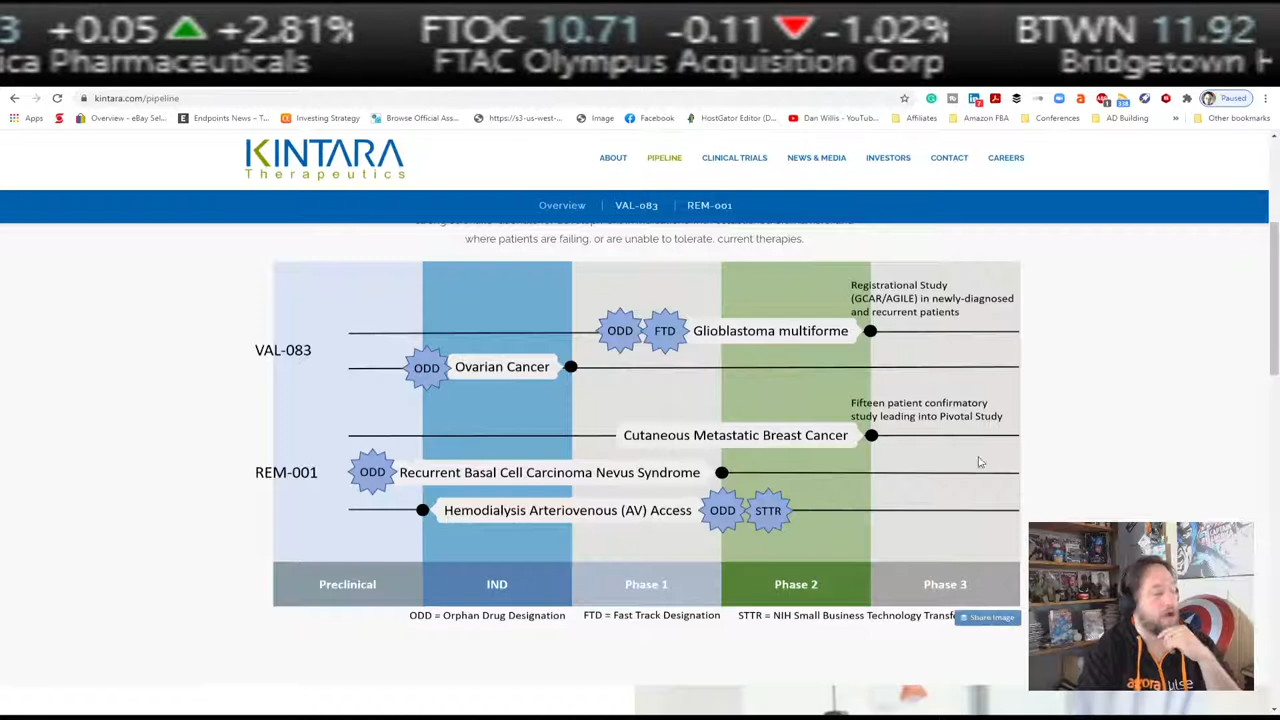 3 +0.05 +2.81% FTOC 10.71 -0.11 -1.02% BTWN 11.92
ica Pharmaceuticals FTAC Olympus Acquisition Corp Bridgetown H
kintara.com/pipeline Paused
Apps Overview - eBay Sel... Endpoints News – T... Investing Strategy Browse Official Ass... https://s3-us-west-... Image Facebook HostGator Editor (D... Dan Willis - YouTub... Affiliates Amazon FBA Conferences AD Building » Other bookmarks
KINTARA
Therapeutics
ABOUT PIPELINE CLINICAL TRIALS NEWS & MEDIA INVESTORS CONTACT CAREERS
Overview | VAL-083 | REM-001
where patients are failing, or are unable to tolerate, current therapies.
Registrational Study
(GCAR/AGILE) in newly-diagnosed
and recurrent patients
ODD FTD Glioblastoma multiforme
VAL-083
ODD Ovarian Cancer
Fifteen patient confirmatory
study leading into Pivotal Study
Cutaneous Metastatic Breast Cancer
REM-001 ODD Recurrent Basal Cell Carcinoma Nevus Syndrome
Hemodialysis Arteriovenous (AV) Access ODD STTR
Preclinical IND Phase 1 Phase 2 Phase 3
ODD = Orphan Drug Designation FTD = Fast Track Designation STTR = NIH Small Business Technology Transf
Share Image